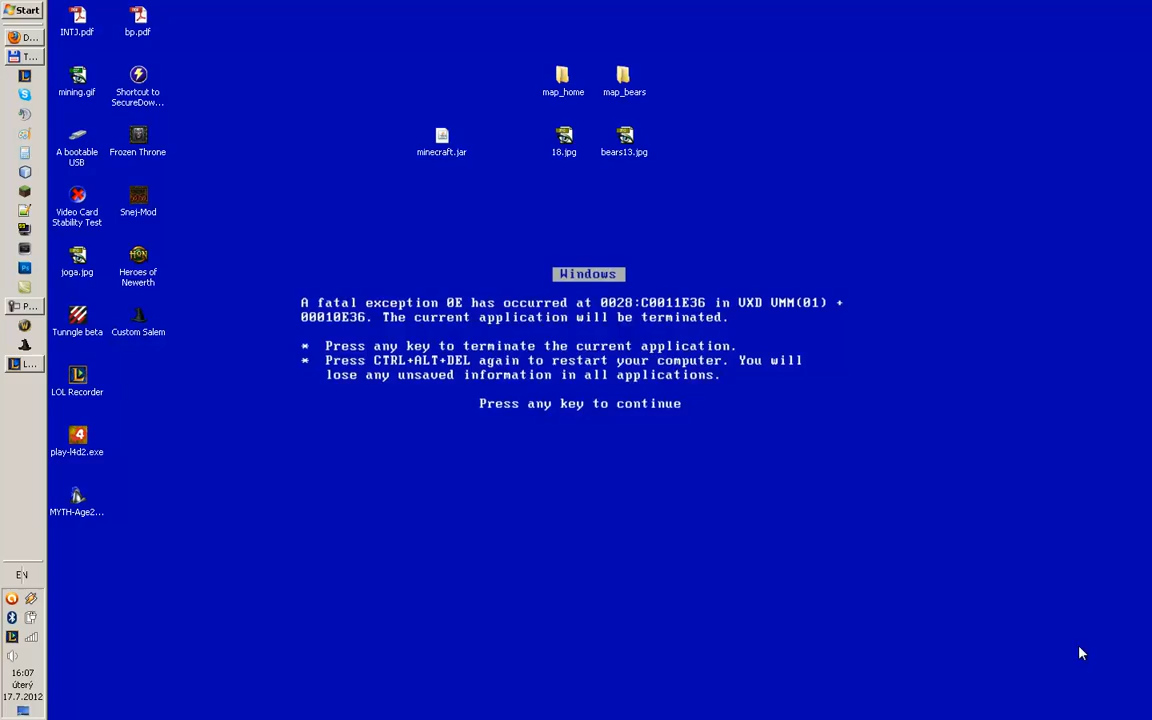 Start
D...
T...
P...
L...
EN
16:07
úterý
17.7.2012
INTJ.pdf
bp.pdf
mining.gif
Shortcut to
SecureDow...
A bootable
USB
Frozen Throne
Video Card
Stability Test
Snej-Mod
joga.jpg
Heroes of
Newerth
Tunngle beta
Custom Salem
LOL Recorder
play-l4d2.exe
MYTH-Age2...
map_home
map_bears
minecraft.jar
18.jpg
bears13.jpg
Windows
A fatal exception 0E has occurred at 0028:C0011E36 in VXD VMM(01) +
00010E36. The current application will be terminated.
* Press any key to terminate the current application.
* Press CTRL+ALT+DEL again to restart your computer. You will
lose any unsaved information in all applications.
Press any key to continue